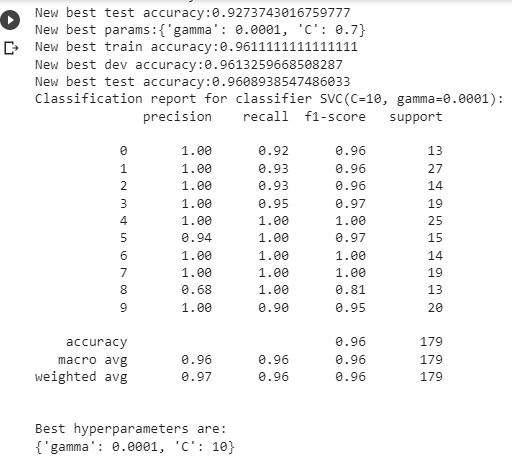 New best test accuracy:0.9273743016759777
New best params:{'gamma': 0.0001, 'C': 0.7}
New best train accuracy:0.9611111111111111
New best dev accuracy:0.9613259668508287
New best test accuracy:0.9608938547486033
Classification report for classifier SVC(C=10, gamma=0.0001):
precision recall f1-score support
0 1.00 0.92 0.96 13
1 1.00 0.93 0.96 27
2 1.00 0.93 0.96 14
3 1.00 0.95 0.97 19
4 1.00 1.00 1.00 25
5 0.94 1.00 0.97 15
6 1.00 1.00 1.00 14
7 1.00 1.00 1.00 19
8 0.68 1.00 0.81 13
9 1.00 0.90 0.95 20
accuracy 0.96 179
macro avg 0.96 0.96 0.96 179
weighted avg 0.97 0.96 0.96 179
Best hyperparameters are:
{'gamma': 0.0001, 'C': 10}